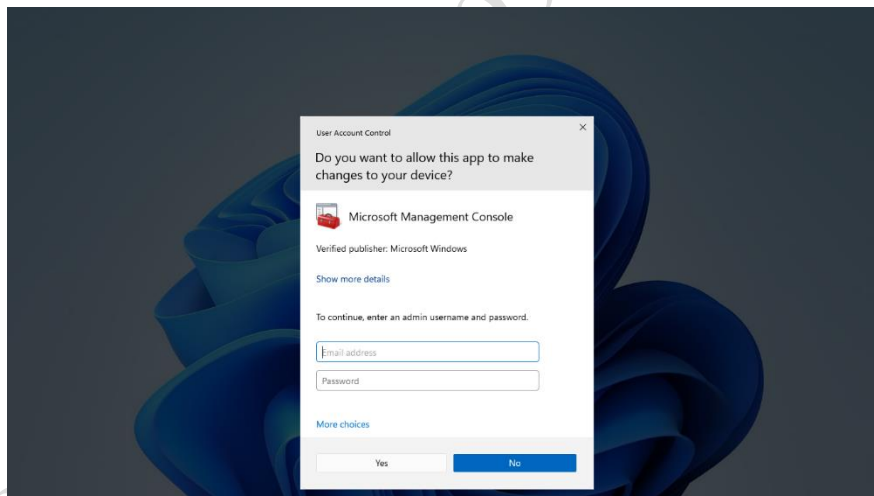 User Account Control
Do you want to allow this app to make
changes to your device?
Microsoft Management Console
Verified publisher: Microsoft Windows
Show more details
To continue, enter an admin username and password.
Email address
Password
More choices
Yes
No